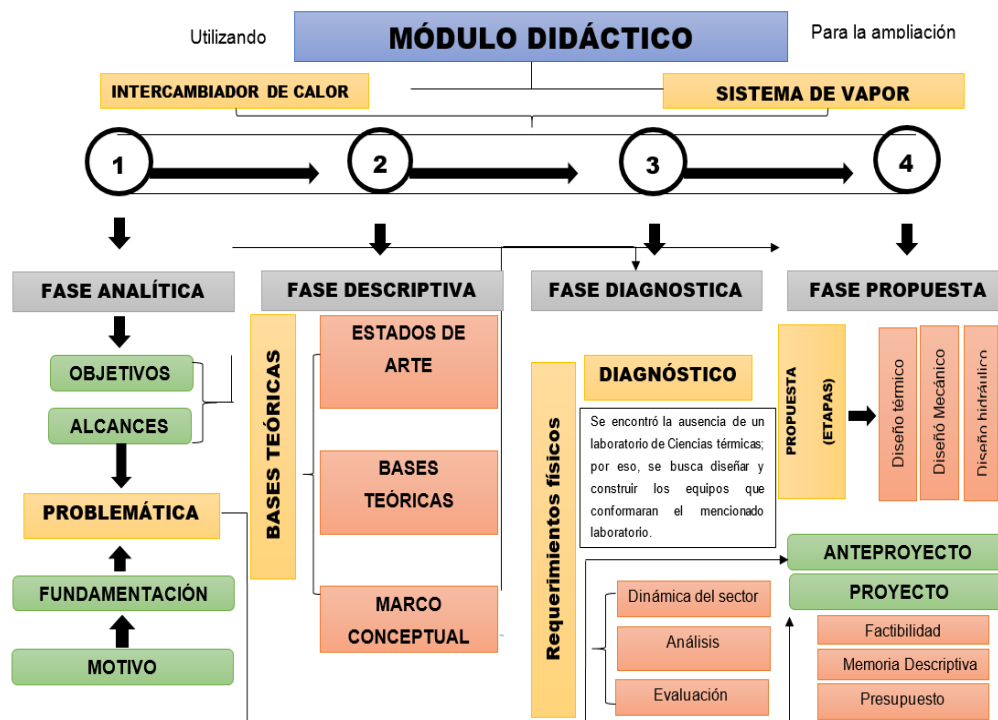 Utilizando
MÓDULO DIDÁCTICO
Para la ampliación
INTERCAMBIADOR DE CALOR
SISTEMA DE VAPOR
1
2
3
4
FASE ANALÍTICA
FASE DESCRIPTIVA
FASE DIAGNOSTICA
FASE PROPUESTA
OBJETIVOS
ALCANCES
PROBLEMÁTICA
FUNDAMENTACIÓN
MOTIVO
BASES TEÓRICAS
ESTADOS DE
ARTE
BASES
TEÓRICAS
MARCO
CONCEPTUAL
Requerimientos físicos
DIAGNÓSTICO
Se encontró la ausencia de un
laboratorio de Ciencias térmicas;
por eso, se busca diseñar y
construir los equipos que
conformaran el mencionado
laboratorio.
Dinámica del sector
Análisis
Evaluación
PROPUESTA
(ETAPAS)
Diseño térmico
Diseñó Mecánico
Diseño hidráulico
ANTEPROYECTO
PROYECTO
Factibilidad
Memoria Descriptiva
Presupuesto